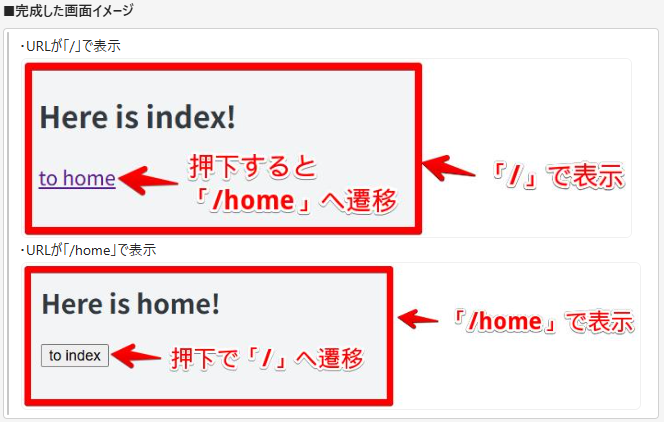 ■完成した画面イメージ
・URLが「/」で表示
Here is index!
to home
押下すると
「/home」へ遷移
「/」で表示
・URLが「/home」で表示
Here is home!
to index
押下で「/」へ遷移
「/home」で表示